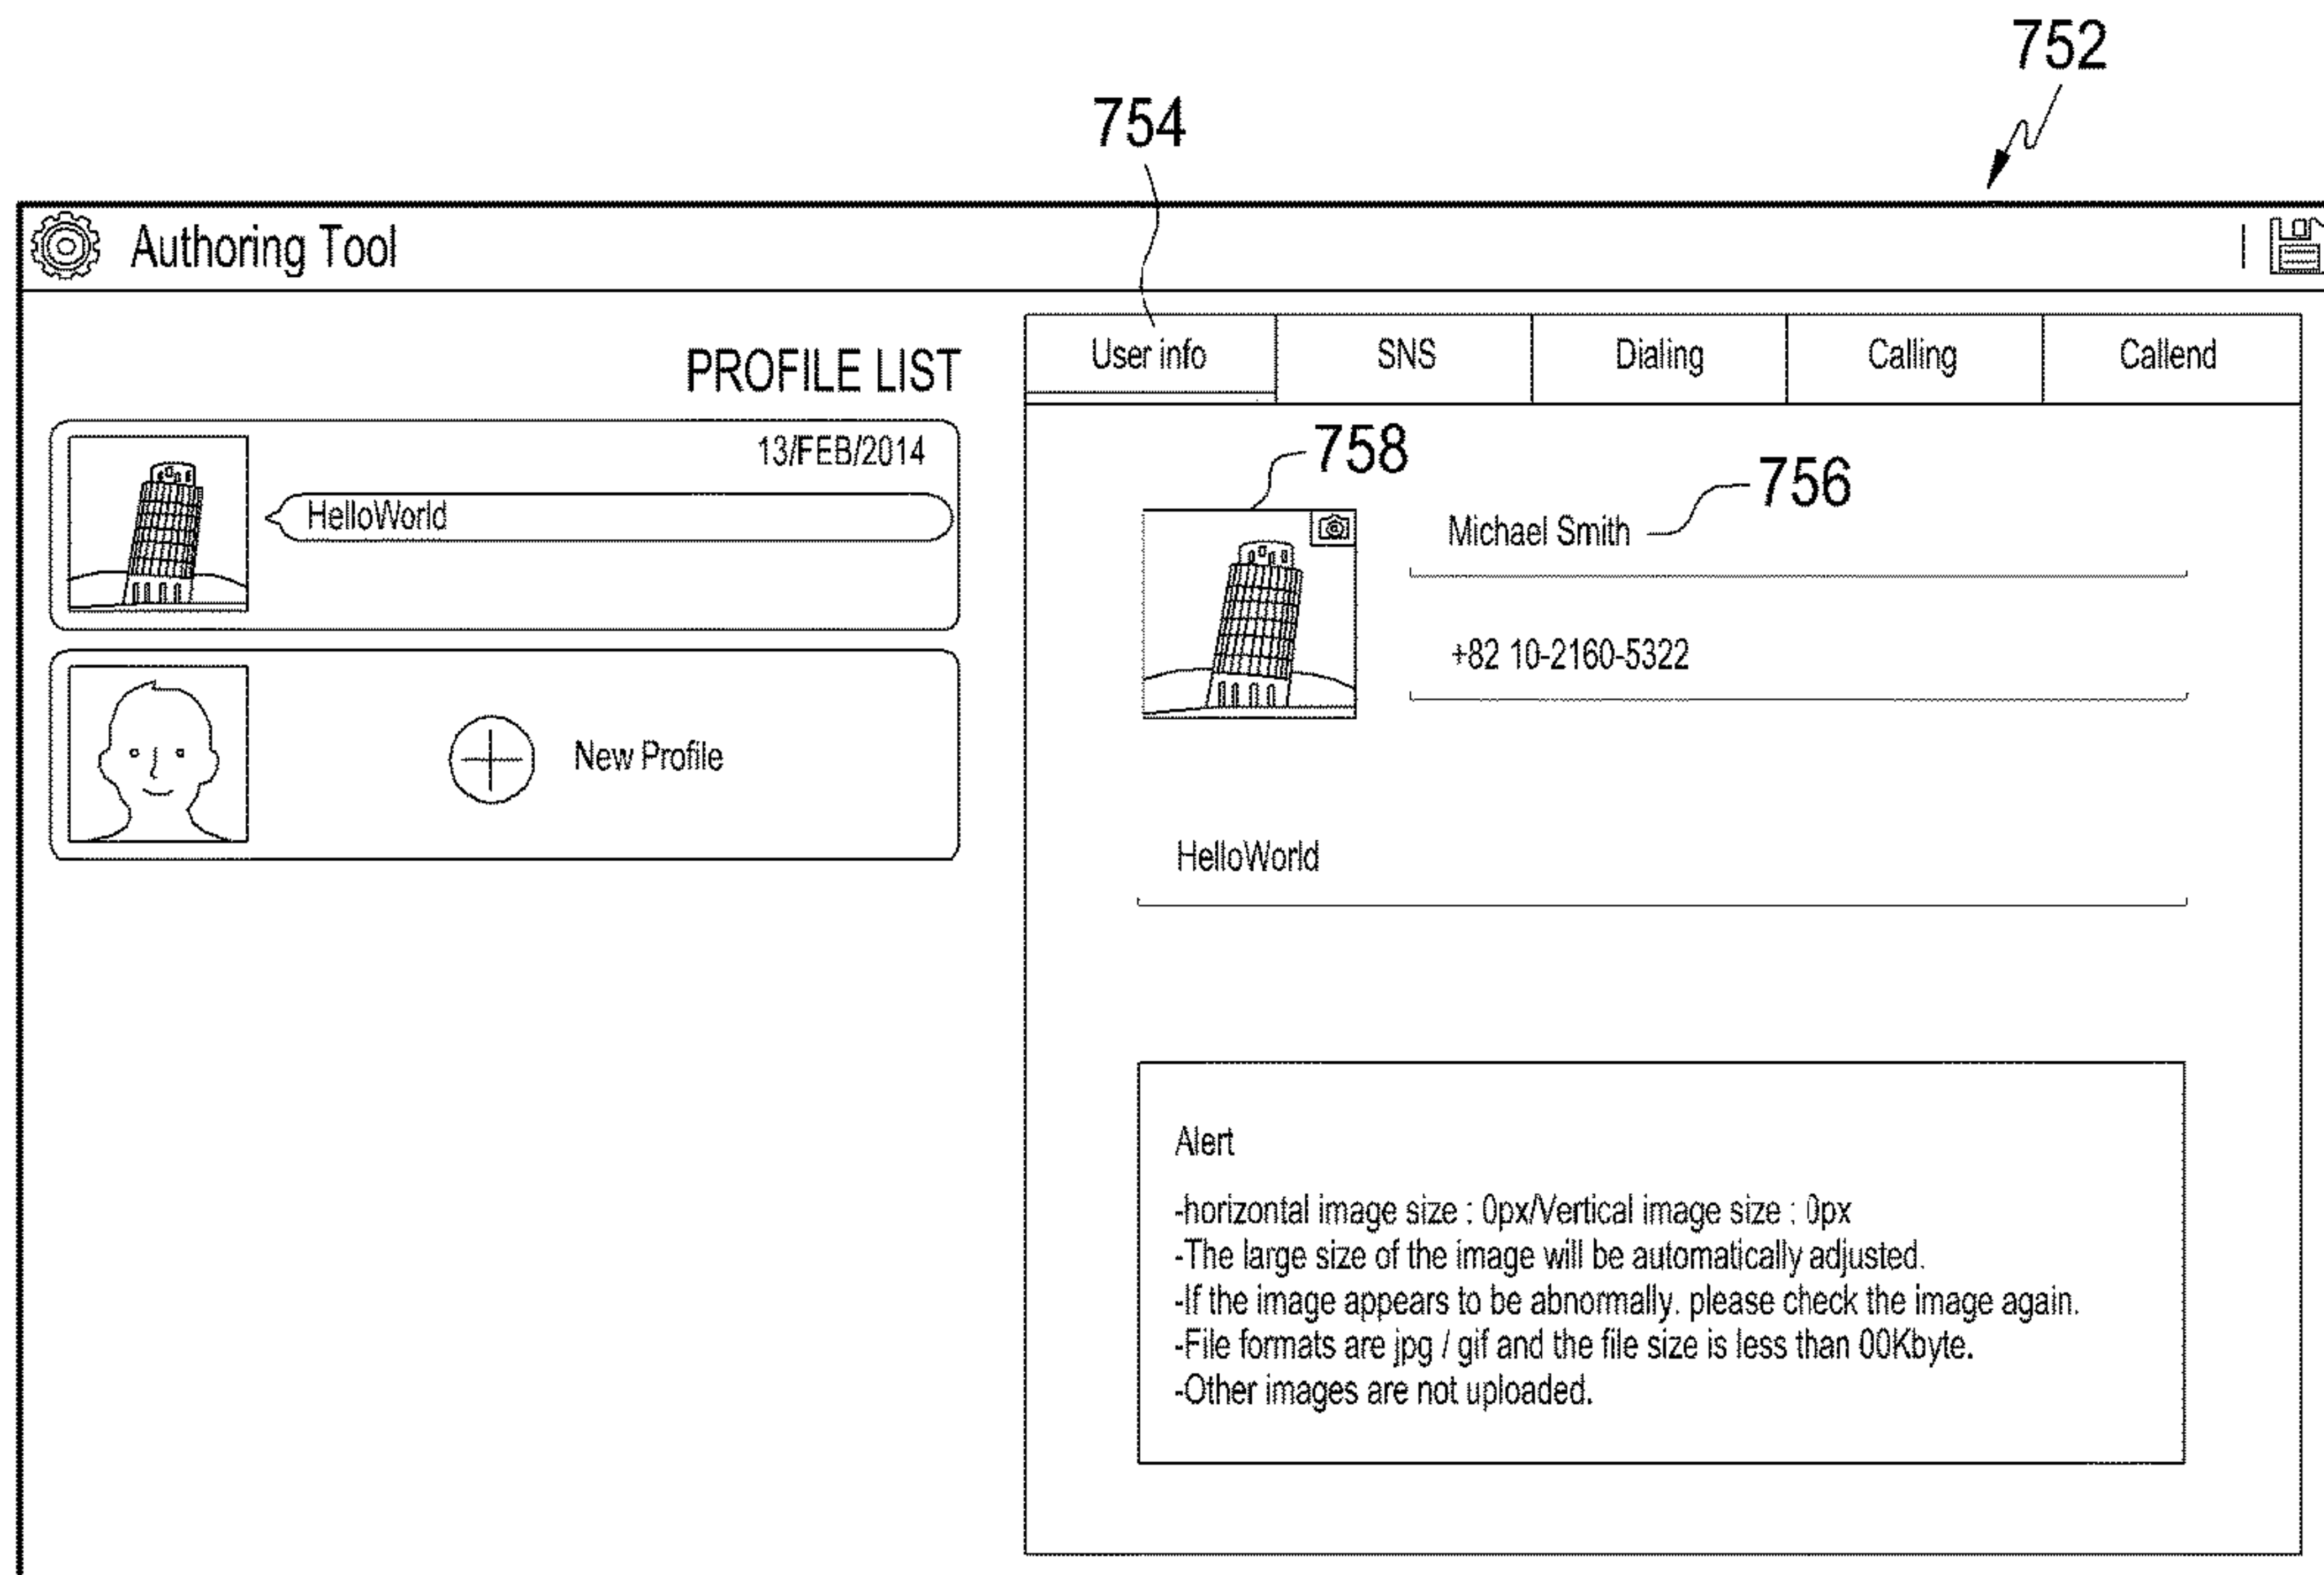 752
754
Authoring Tool
PROFILE LIST
13/FEB/2014
HelloWorld
New Profile
User info
SNS
Dialing
Calling
Callend
758
756
Michael Smith
+82 10-2160-5322
HelloWorld
Alert
-horizontal image size : 0px/Vertical image size : 0px
-The large size of the image will be automatically adjusted.
-If the image appears to be abnormally. please check the image again.
-File formats are jpg / gif and the file size is less than 00Kbyte.
-Other images are not uploaded.